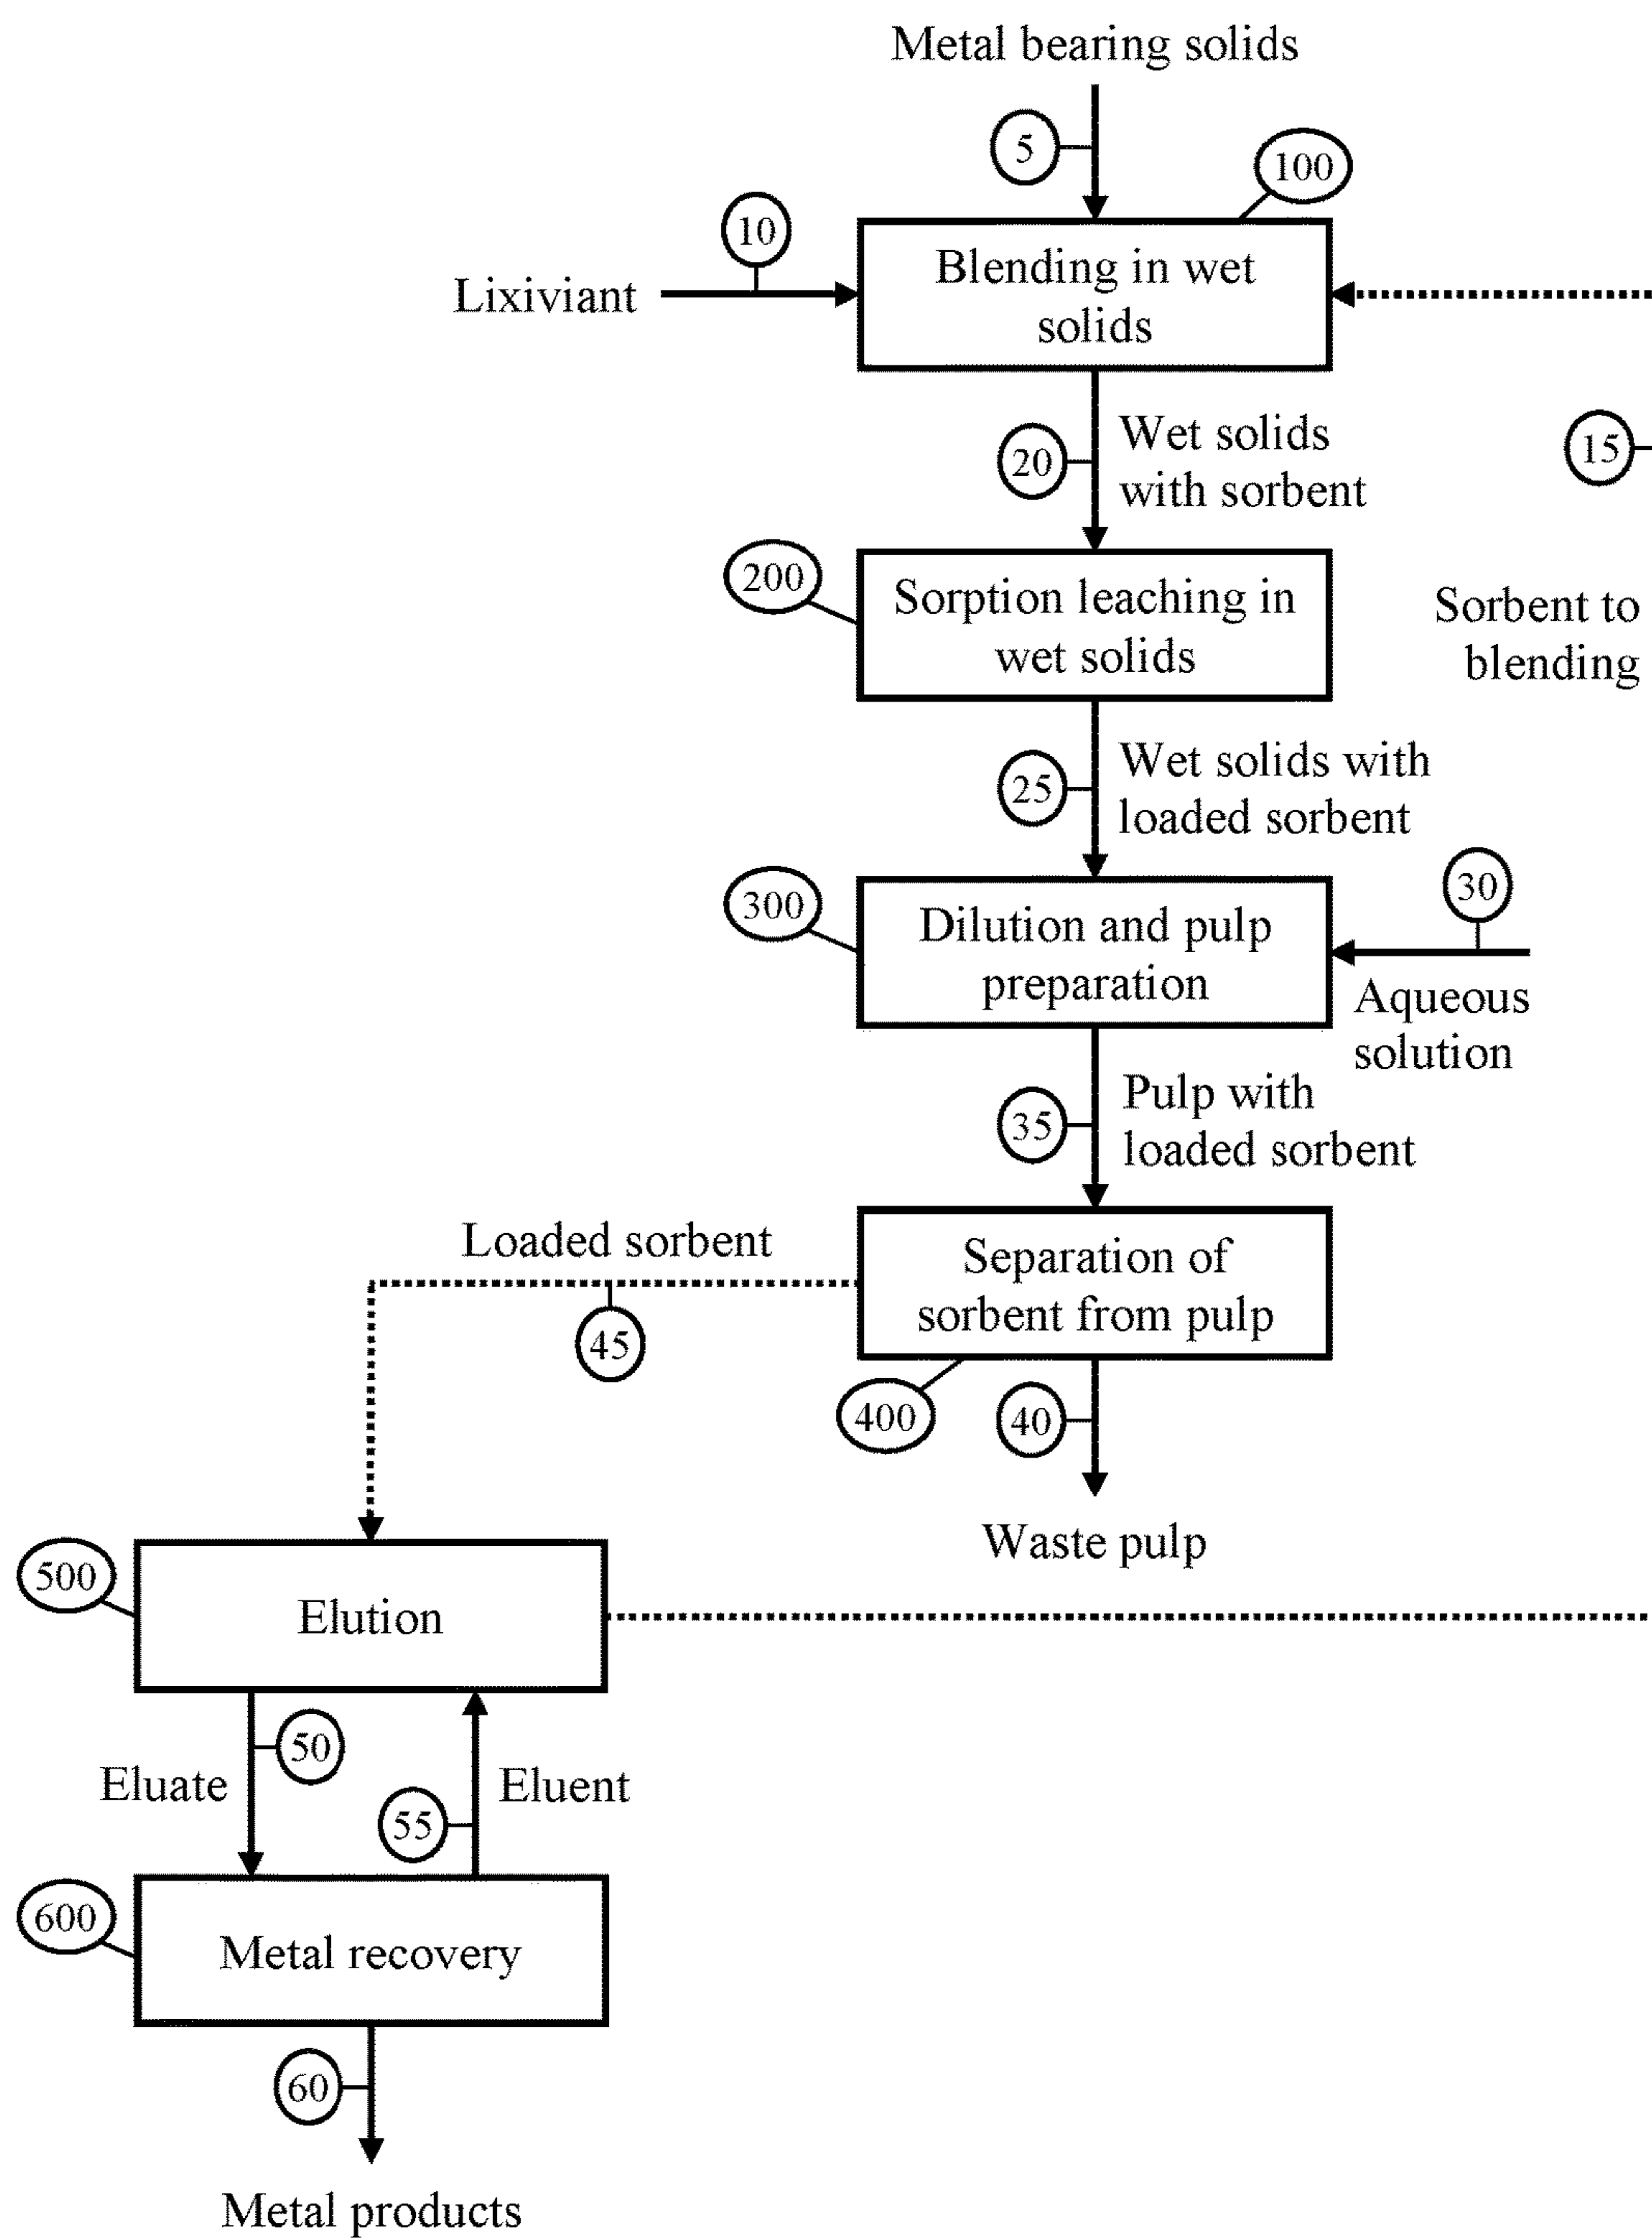 Metal bearing solids
5
100
10
Lixiviant
Blending in wet
solids
20
Wet solids
with sorbent
15
200
Sorption leaching in
wet solids
Sorbent to
blending
25
Wet solids with
loaded sorbent
300
Dilution and pulp
preparation
30
Aqueous
solution
35
Pulp with
loaded sorbent
Loaded sorbent
45
Separation of
sorbent from pulp
400
40
Waste pulp
500
Elution
50
Eluate
55
Eluent
600
Metal recovery
60
Metal products